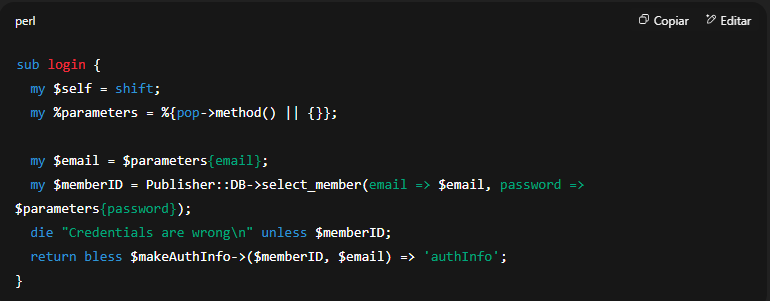 perl
Copiar
Editar
sub login {
  my $self = shift;
  my %parameters = %{pop->method() || {}};

  my $email = $parameters{email};
  my $memberID = Publisher::DB->select_member(email => $email, password =>
$parameters{password});
  die "Credentials are wrong\n" unless $memberID;
  return bless $makeAuthInfo->($memberID, $email) => 'authInfo';
}